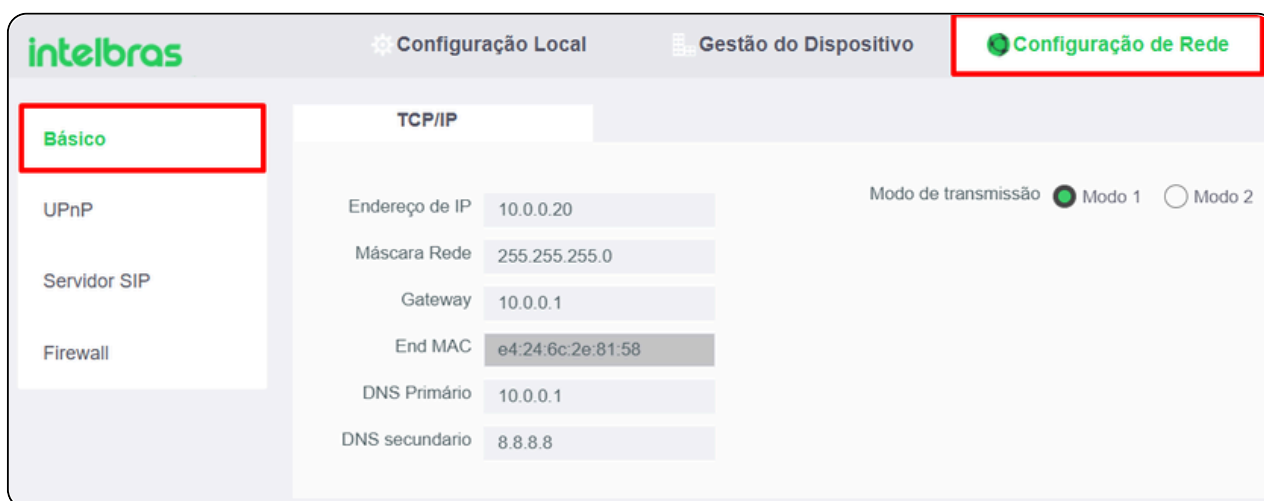 intelbras
Configuração Local
Gestão do Dispositivo
Configuração de Rede
Básico
UPnP
Servidor SIP
Firewall
TCP/IP
Endereço de IP 10.0.0.20
Máscara Rede 255.255.255.0
Gateway 10.0.0.1
End MAC e4:24:6c:2e:81:58
DNS Primário 10.0.0.1
DNS secundario 8.8.8.8
Modo de transmissão Modo 1 Modo 2